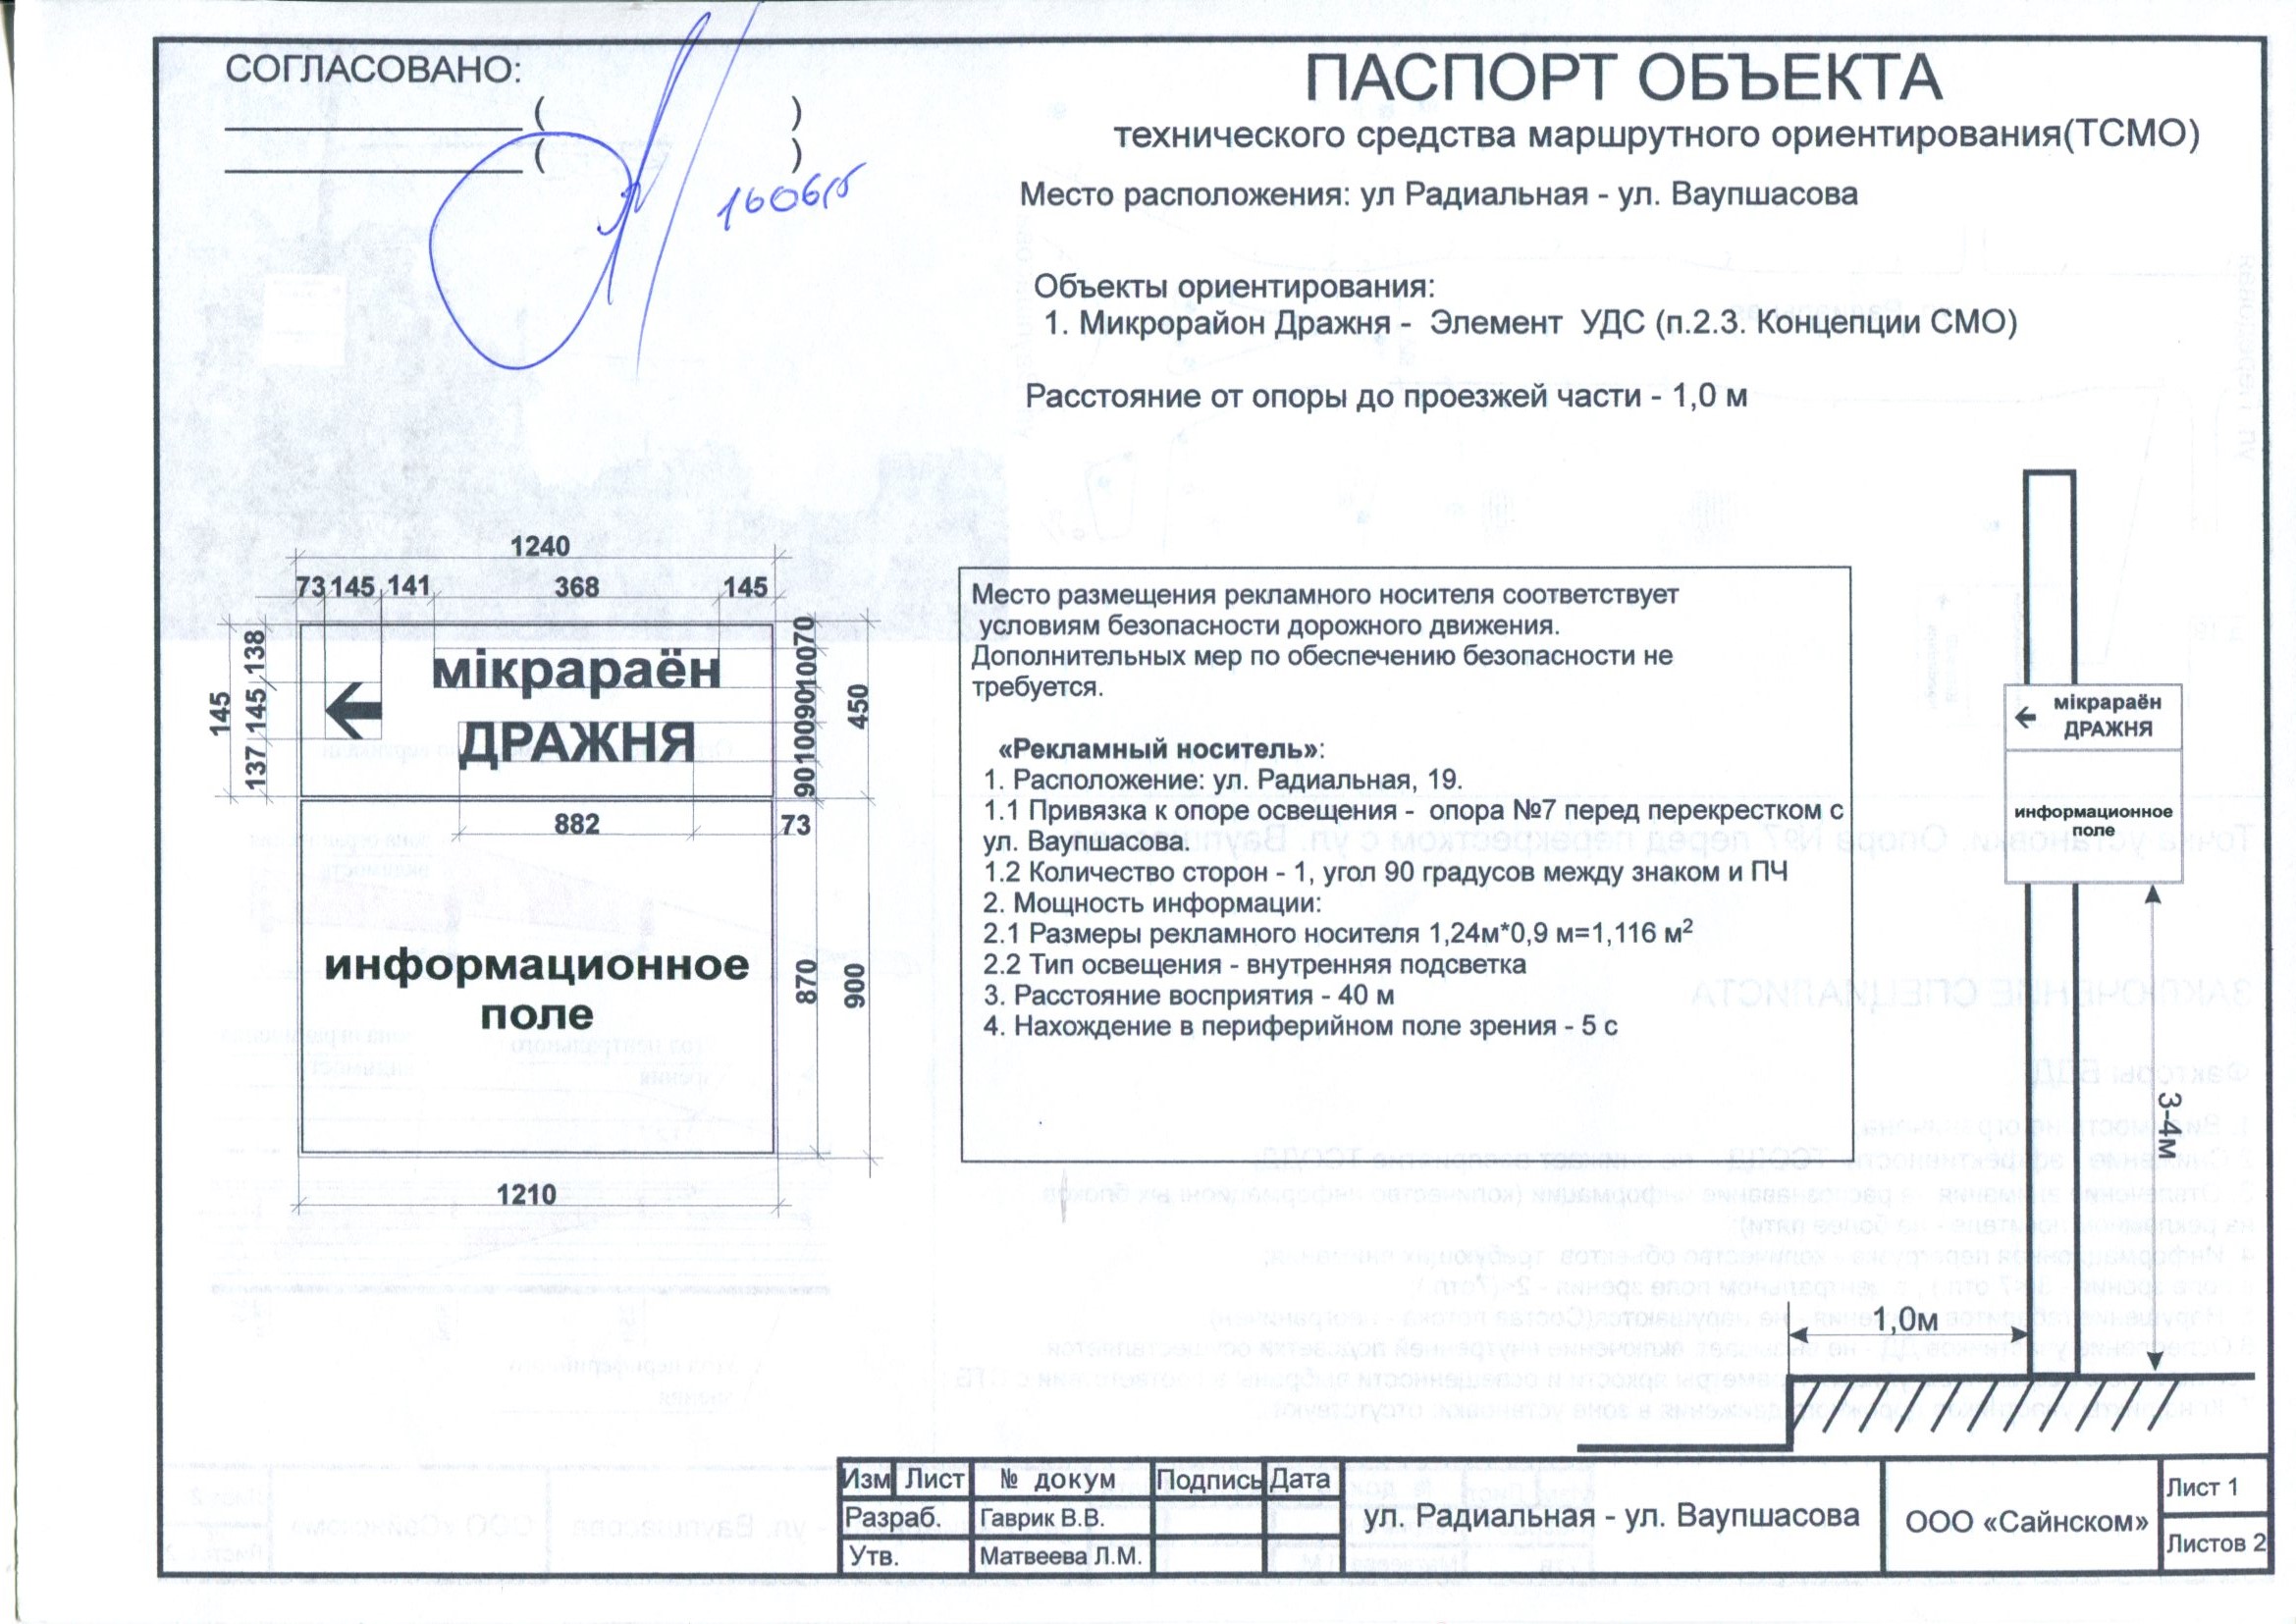 СОГЛАСОВАНО:
( )
( )
160615
ПАСПОРТ ОБЪЕКТА
технического средства маршрутного ориентирования(ТСМО)
Место расположения: ул Радиальная - ул. Ваупшасова
Объекты ориентирования:
1. Микрорайон Дражня - Элемент УДС (п.2.3. Концепции СМО)
Расстояние от опоры до проезжей части - 1,0 м
1240
73 145 141 368 145
145
138
145
137
70
100
90
100
90
450
мікрараён
ДРАЖНЯ
882 73
информационное
поле
870
900
1210
Место размещения рекламного носителя соответствует
условиям безопасности дорожного движения.
Дополнительных мер по обеспечению безопасности не
требуется.
«Рекламный носитель»:
1. Расположение: ул. Радиальная, 19.
1.1 Привязка к опоре освещения - опора №7 перед перекрестком с
ул. Ваупшасова.
1.2 Количество сторон - 1, угол 90 градусов между знаком и ПЧ
2. Мощность информации:
2.1 Размеры рекламного носителя 1,24м*0,9 м=1,116 м²
2.2 Тип освещения - внутренняя подсветка
3. Расстояние восприятия - 40 м
4. Нахождение в периферийном поле зрения - 5 с
мікрараён
ДРАЖНЯ
информационное
поле
3-4м
1,0м
Изм Лист № докум Подпись Дата
Разраб. Гаврик В.В.
Утв. Матвеева Л.М.
ул. Радиальная - ул. Ваупшасова
ООО «Сайнском»
Лист 1
Листов 2